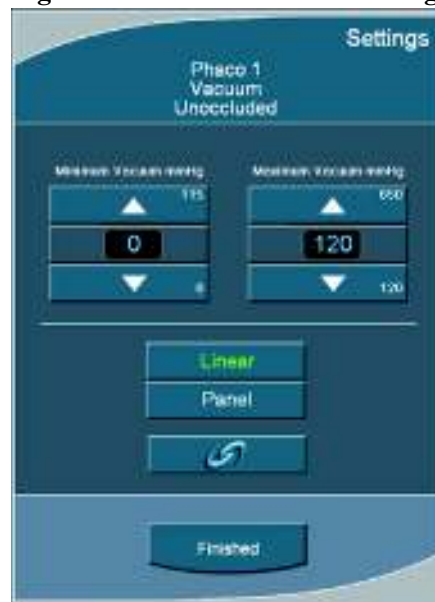 Settings
Phaco 1
Vacuum
Unoccluded
Minimum Vacuum mmHg
Maximum Vacuum mmHg
115
650
0
120
0
120
Linear
Panel
Finished